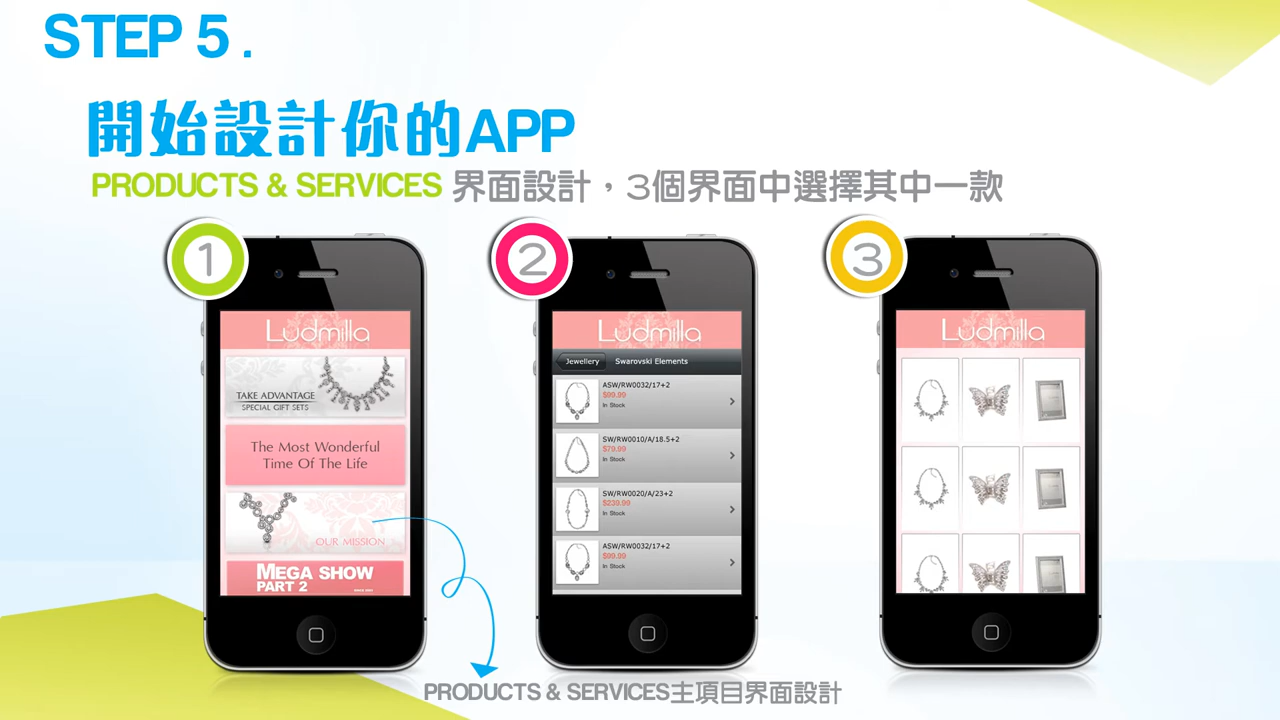 STEP 5 .
開始設計你的APP
PRODUCTS & SERVICES 界面設計，3個界面中選擇其中一款
1
2
3
Ludmilla
TAKE ADVANTAGE
SPECIAL GIFT SETS
The Most Wonderful
Time Of The Life
OUR MISSION
MEGA SHOW
PART 2
Ludmilla
Jewellery Swarovski Elements
ASW/RW0032/17+2
$99.99
In Stock
SW/RW0010/A/18.5+2
$79.99
In Stock
SW/RW0020/A/23+2
$239.99
In Stock
ASW/RW0032/17+2
$99.99
In Stock
Ludmilla
PRODUCTS & SERVICES主項目界面設計